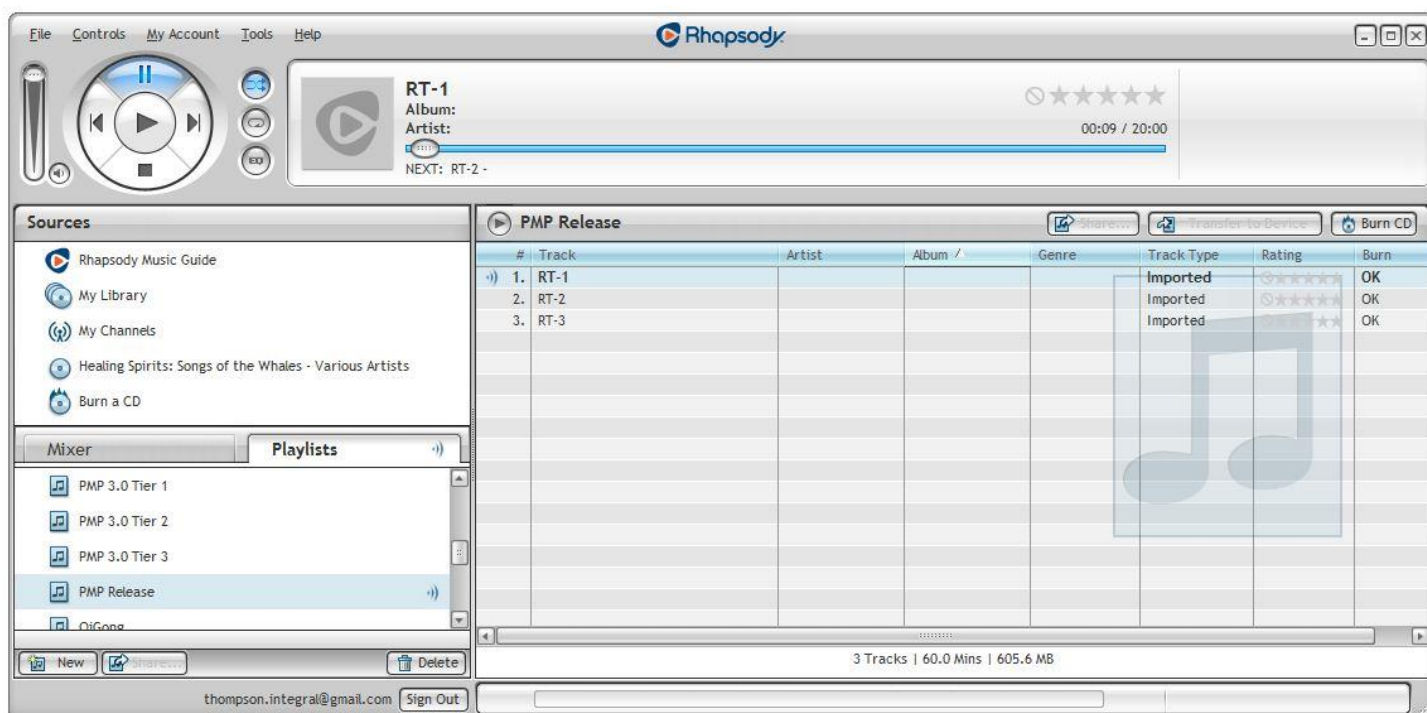 File Controls My Account Tools Help
Rhapsody
RT-1
Album:
Artist:
00:09 / 20:00
NEXT: RT-2 -
EQ
Sources
Rhapsody Music Guide
My Library
My Channels
Healing Spirits: Songs of the Whales - Various Artists
Burn a CD
Mixer Playlists
PMP 3.0 Tier 1
PMP 3.0 Tier 2
PMP 3.0 Tier 3
PMP Release
QiGong
New Share... Delete
thompson.integral@gmail.com Sign Out
PMP Release Share... Transfer to Device Burn CD
# Track Artist Album Genre Track Type Rating Burn
1. RT-1 Imported OK
2. RT-2 Imported OK
3. RT-3 Imported OK
3 Tracks | 60.0 Mins | 605.6 MB